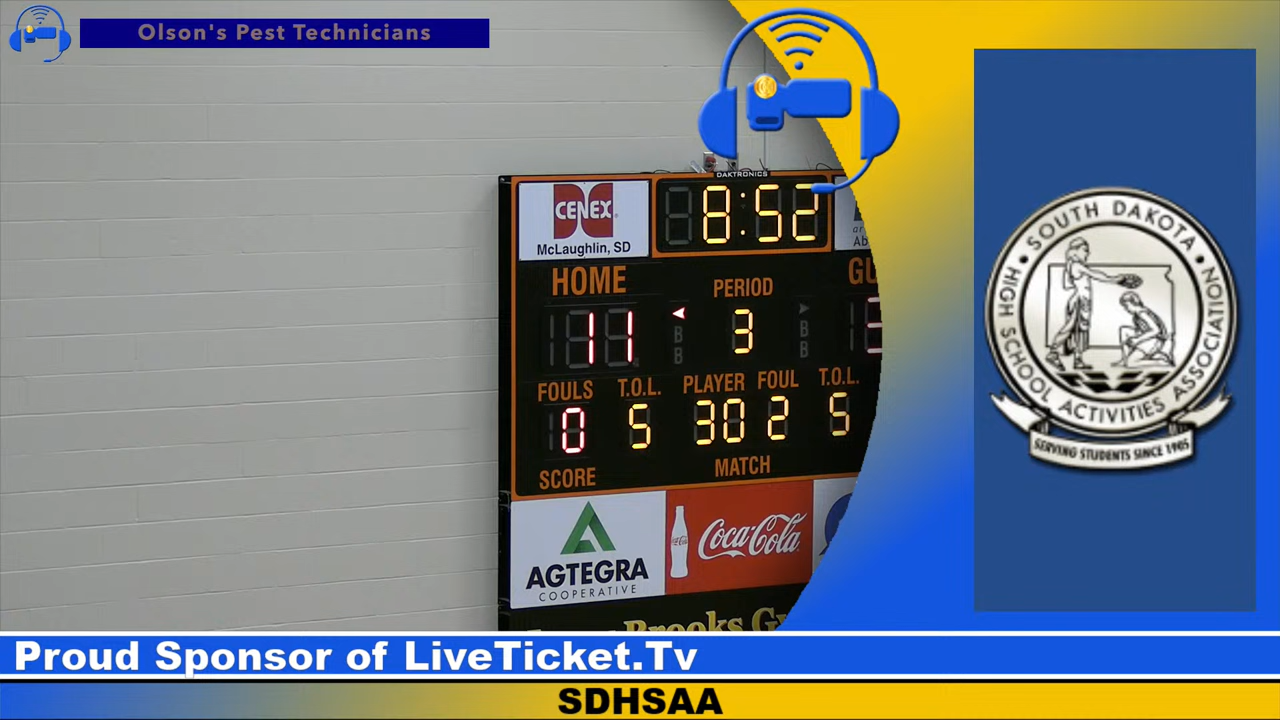 Olson's Pest Technicians
DAKTRONICS
CENEX
McLaughlin, SD
8:52
HOME
PERIOD
11
3
B
B
B
B
FOULS T.O.L. PLAYER FOUL T.O.L.
0 5 30 2 5
SCORE MATCH
AGTEGRA
COOPERATIVE
Coca-Cola
Brooks
SOUTH DAKOTA
HIGH SCHOOL ACTIVITIES ASSOCIATION
SERVING STUDENTS SINCE 1905
Proud Sponsor of LiveTicket.Tv
SDHSAA